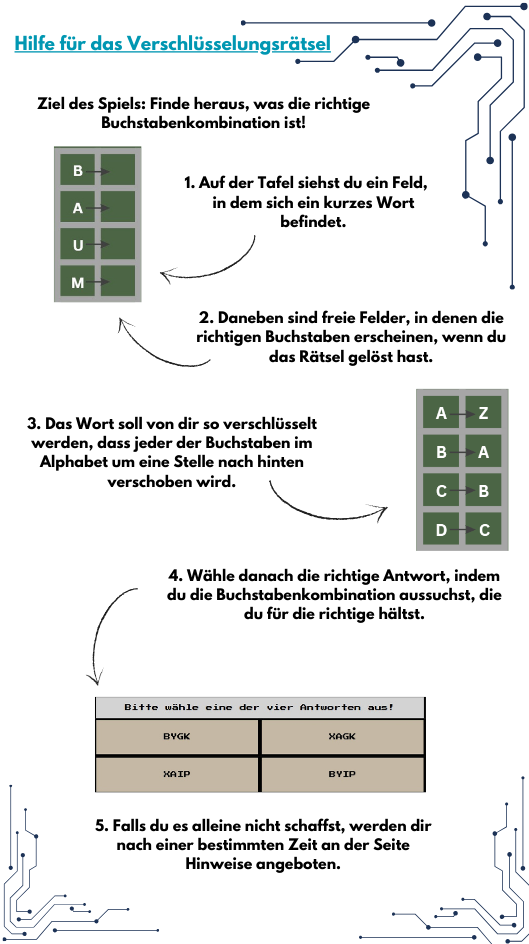 Hilfe für das Verschlüsselungsrätsel
Ziel des Spiels: Finde heraus, was die richtige
Buchstabenkombination ist!
B
A
U
M
1. Auf der Tafel siehst du ein Feld,
in dem sich ein kurzes Wort
befindet.
2. Daneben sind freie Felder, in denen die
richtigen Buchstaben erscheinen, wenn du
das Rätsel gelöst hast.
3. Das Wort soll von dir so verschlüsselt
werden, dass jeder der Buchstaben im
Alphabet um eine Stelle nach hinten
verschoben wird.
A Z
B A
C B
D C
4. Wähle danach die richtige Antwort, indem
du die Buchstabenkombination aussuchst, die
du für die richtige hältst.
Bitte wähle eine der vier Antworten aus!
BYGK XAGK
XAIP BYIP
5. Falls du es alleine nicht schaffst, werden dir
nach einer bestimmten Zeit an der Seite
Hinweise angeboten.